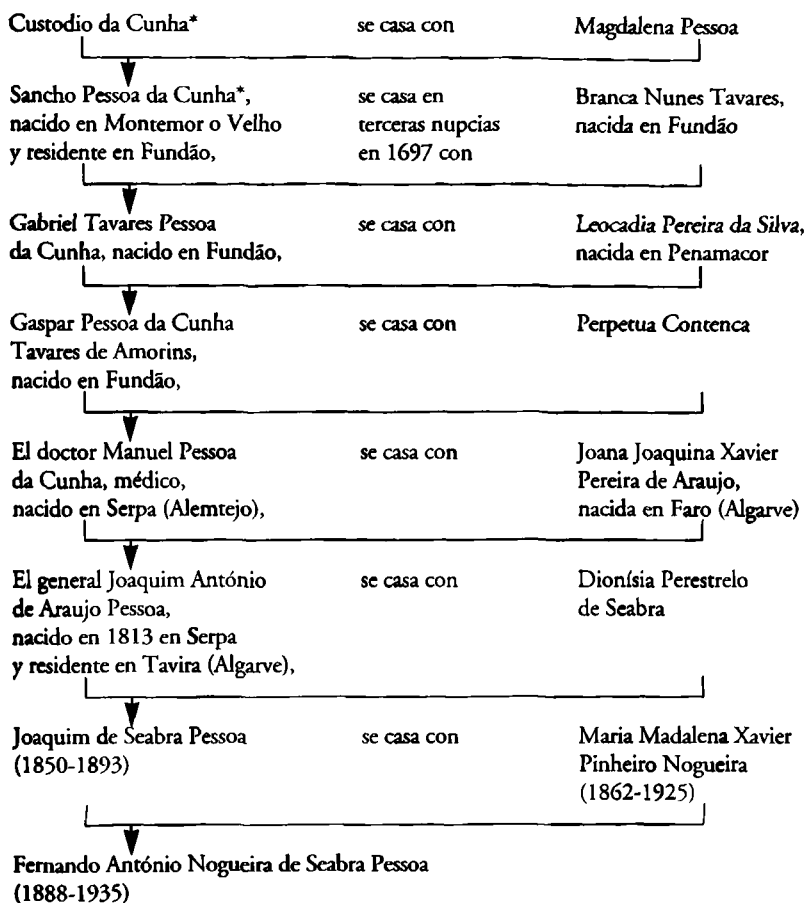 Custodio da Cunha* se casa con Magdalena Pessoa
Sancho Pessoa da Cunha*, se casa en Branca Nunes Tavares,
nacido en Montemor o Velho terceras nupcias nacida en Fundão
y residente en Fundão, en 1697 con
Gabriel Tavares Pessoa se casa con Leocadia Pereira da Silva,
da Cunha, nacido en Fundão, nacida en Penamacor
Gaspar Pessoa da Cunha se casa con Perpetua Contenca
Tavares de Amorins,
nacido en Fundão,
El doctor Manuel Pessoa se casa con Joana Joaquina Xavier
da Cunha, médico, Pereira de Araujo,
nacido en Serpa (Alemtejo), nacida en Faro (Algarve)
El general Joaquim António se casa con Dionísia Perestrelo
de Araujo Pessoa, de Seabra
nacido en 1813 en Serpa
y residente en Tavira (Algarve),
Joaquim de Seabra Pessoa se casa con Maria Madalena Xavier
(1850-1893) Pinheiro Nogueira
(1862-1925)
Fernando António Nogueira de Seabra Pessoa
(1888-1935)